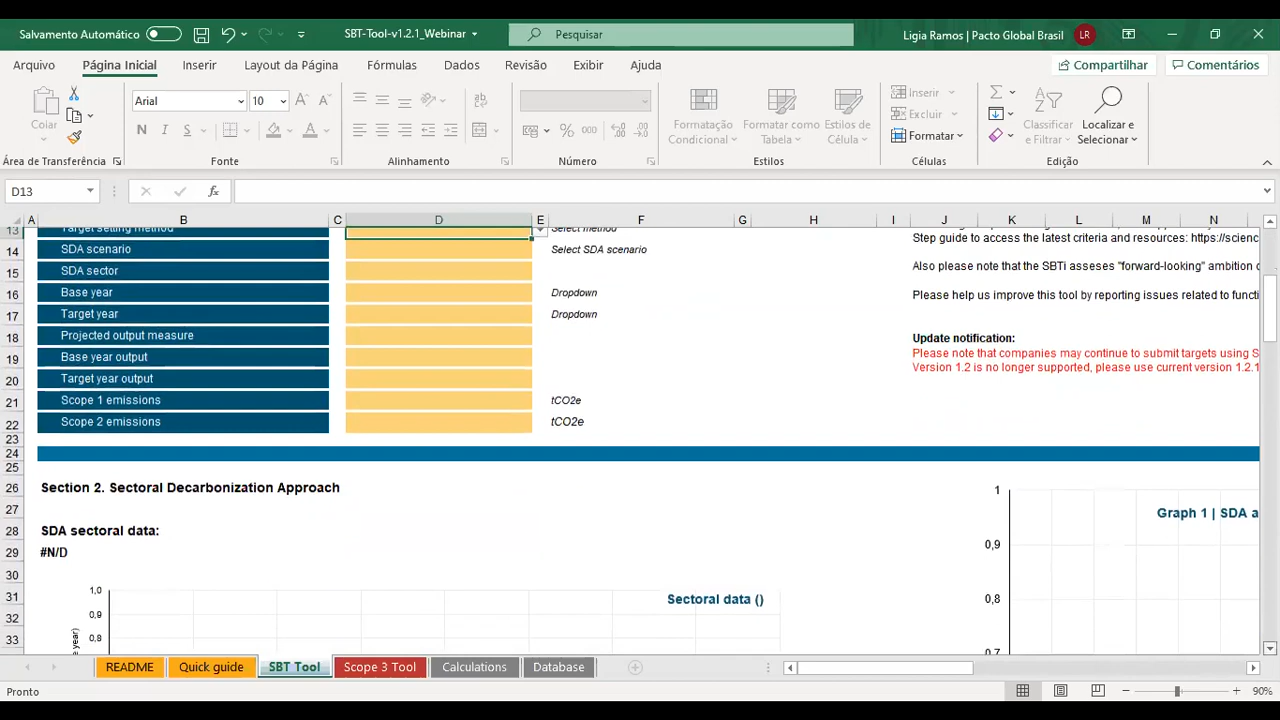 Salvamento Automático
SBT-Tool-v1.2.1_Webinar
Pesquisar
Ligia Ramos | Pacto Global Brasil
LR
Arquivo
Página Inicial
Inserir
Layout da Página
Fórmulas
Dados
Revisão
Exibir
Ajuda
Compartilhar
Comentários
Colar
Arial
10
N I S A
ab
% 000
Formatação Condicional
Formatar como Tabela
Estilos de Célula
Inserir
Excluir
Formatar
Classificar e Filtrar
Localizar e Selecionar
Área de Transferência
Fonte
Alinhamento
Número
Estilos
Células
Edição
D13
fx
A B C D E F G H I J K L M N
13 Target setting method Select method
Step guide to access the latest criteria and resources: https://scienc
14 SDA scenario Select SDA scenario
15 SDA sector
Also please note that the SBTi asseses "forward-looking" ambition c
16 Base year Dropdown
Please help us improve this tool by reporting issues related to functi
17 Target year Dropdown
18 Projected output measure
Update notification:
19 Base year output
Please note that companies may continue to submit targets using S
Version 1.2 is no longer supported, please use current version 1.2.1
20 Target year output
21 Scope 1 emissions tCO2e
22 Scope 2 emissions tCO2e
23
24
25
26 Section 2. Sectoral Decarbonization Approach
1
27
Graph 1 | SDA a
28 SDA sectoral data:
0,9
29 #N/D
30
31 1,0
Sectoral data ()
0,8
32 0,9
33 0,8
year)
0,7
README
Quick guide
SBT Tool
Scope 3 Tool
Calculations
Database
Pronto
90%